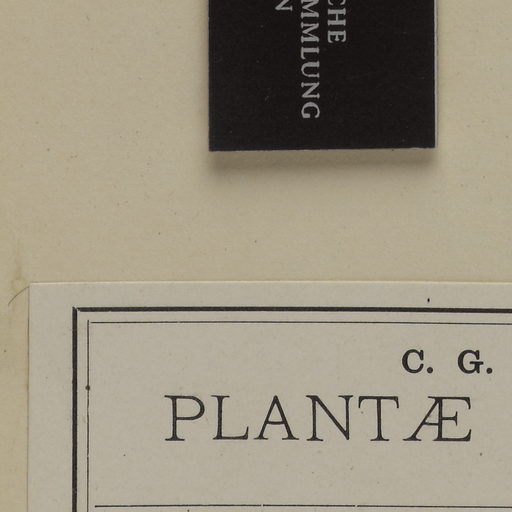 CHE
MMLUNG
N
C. G.
PLANTÆ